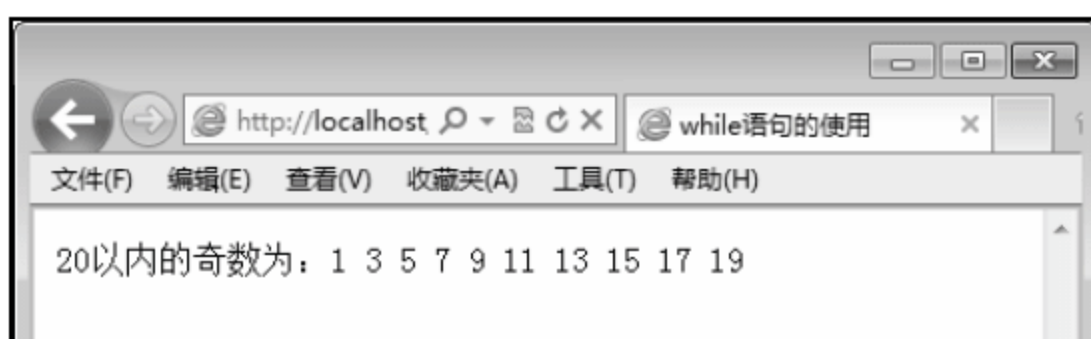 http://localhost
while语句的使用
文件(F) 编辑(E) 查看(V) 收藏夹(A) 工具(T) 帮助(H)
20以内的奇数为：1 3 5 7 9 11 13 15 17 19